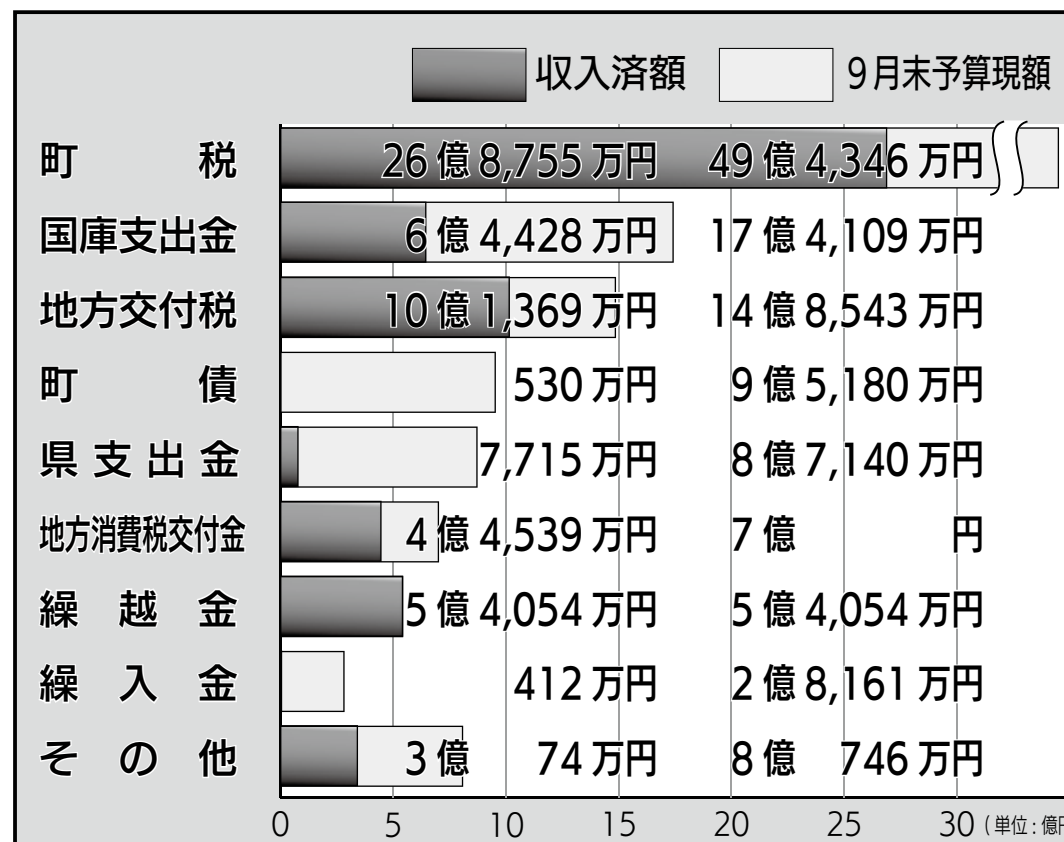 収入済額 9月末予算現額
町税 26億8,755万円 49億4,346万円
国庫支出金 6億4,428万円 17億4,109万円
地方交付税 10億1,369万円 14億8,543万円
町債 530万円 9億5,180万円
県支出金 7,715万円 8億7,140万円
地方消費税交付金 4億4,539万円 7億 円
繰越金 5億4,054万円 5億4,054万円
繰入金 412万円 2億8,161万円
その他 3億 74万円 8億 746万円
0 5 10 15 20 25 30 (単位:億円